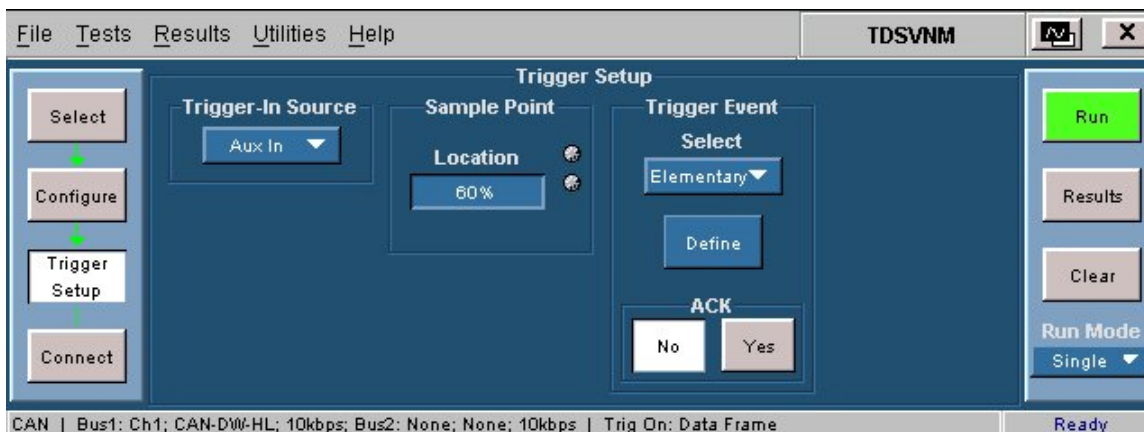 File Tests Results Utilities Help TDSVNM X
Trigger Setup
Select
Configure
Trigger
Setup
Connect
Trigger-In Source
Aux In
Sample Point
Location
60%
Trigger Event
Select
Elementary
Define
ACK
No Yes
Run
Results
Clear
Run Mode
Single
CAN | Bus1: Ch1; CAN-DW-HL; 10kbps; Bus2: None; None; 10kbps | Trig On: Data Frame Ready